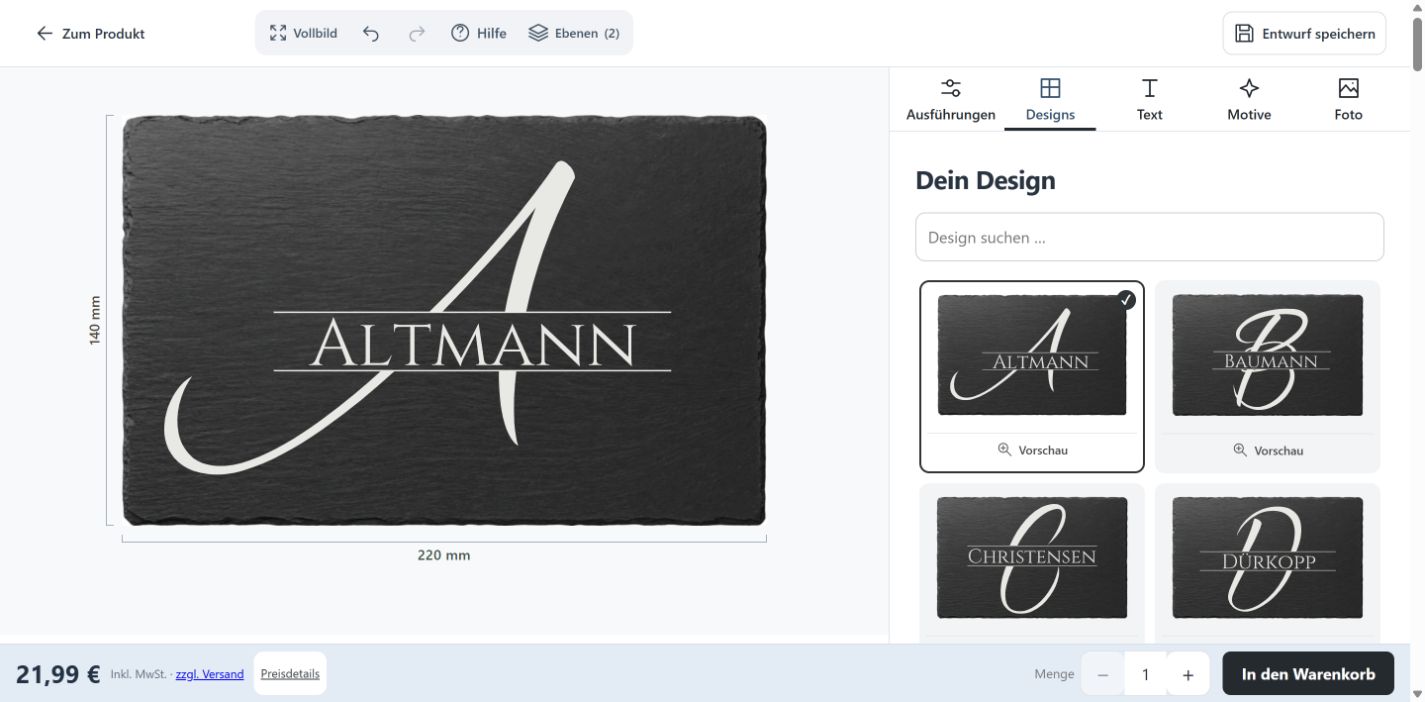 Zum Produkt
Vollbild
Hilfe
Ebenen (2)
Entwurf speichern
Ausführungen
Designs
Text
Motive
Foto
140 mm
A
ALTMANN
220 mm
Dein Design
Design suchen ...
A
ALTMANN
Vorschau
B
BAUMANN
Vorschau
C
CHRISTENSEN
D
DÜRKOPP
21,99 € Inkl. MwSt. · zzgl. Versand
Preisdetails
Menge
1
In den Warenkorb